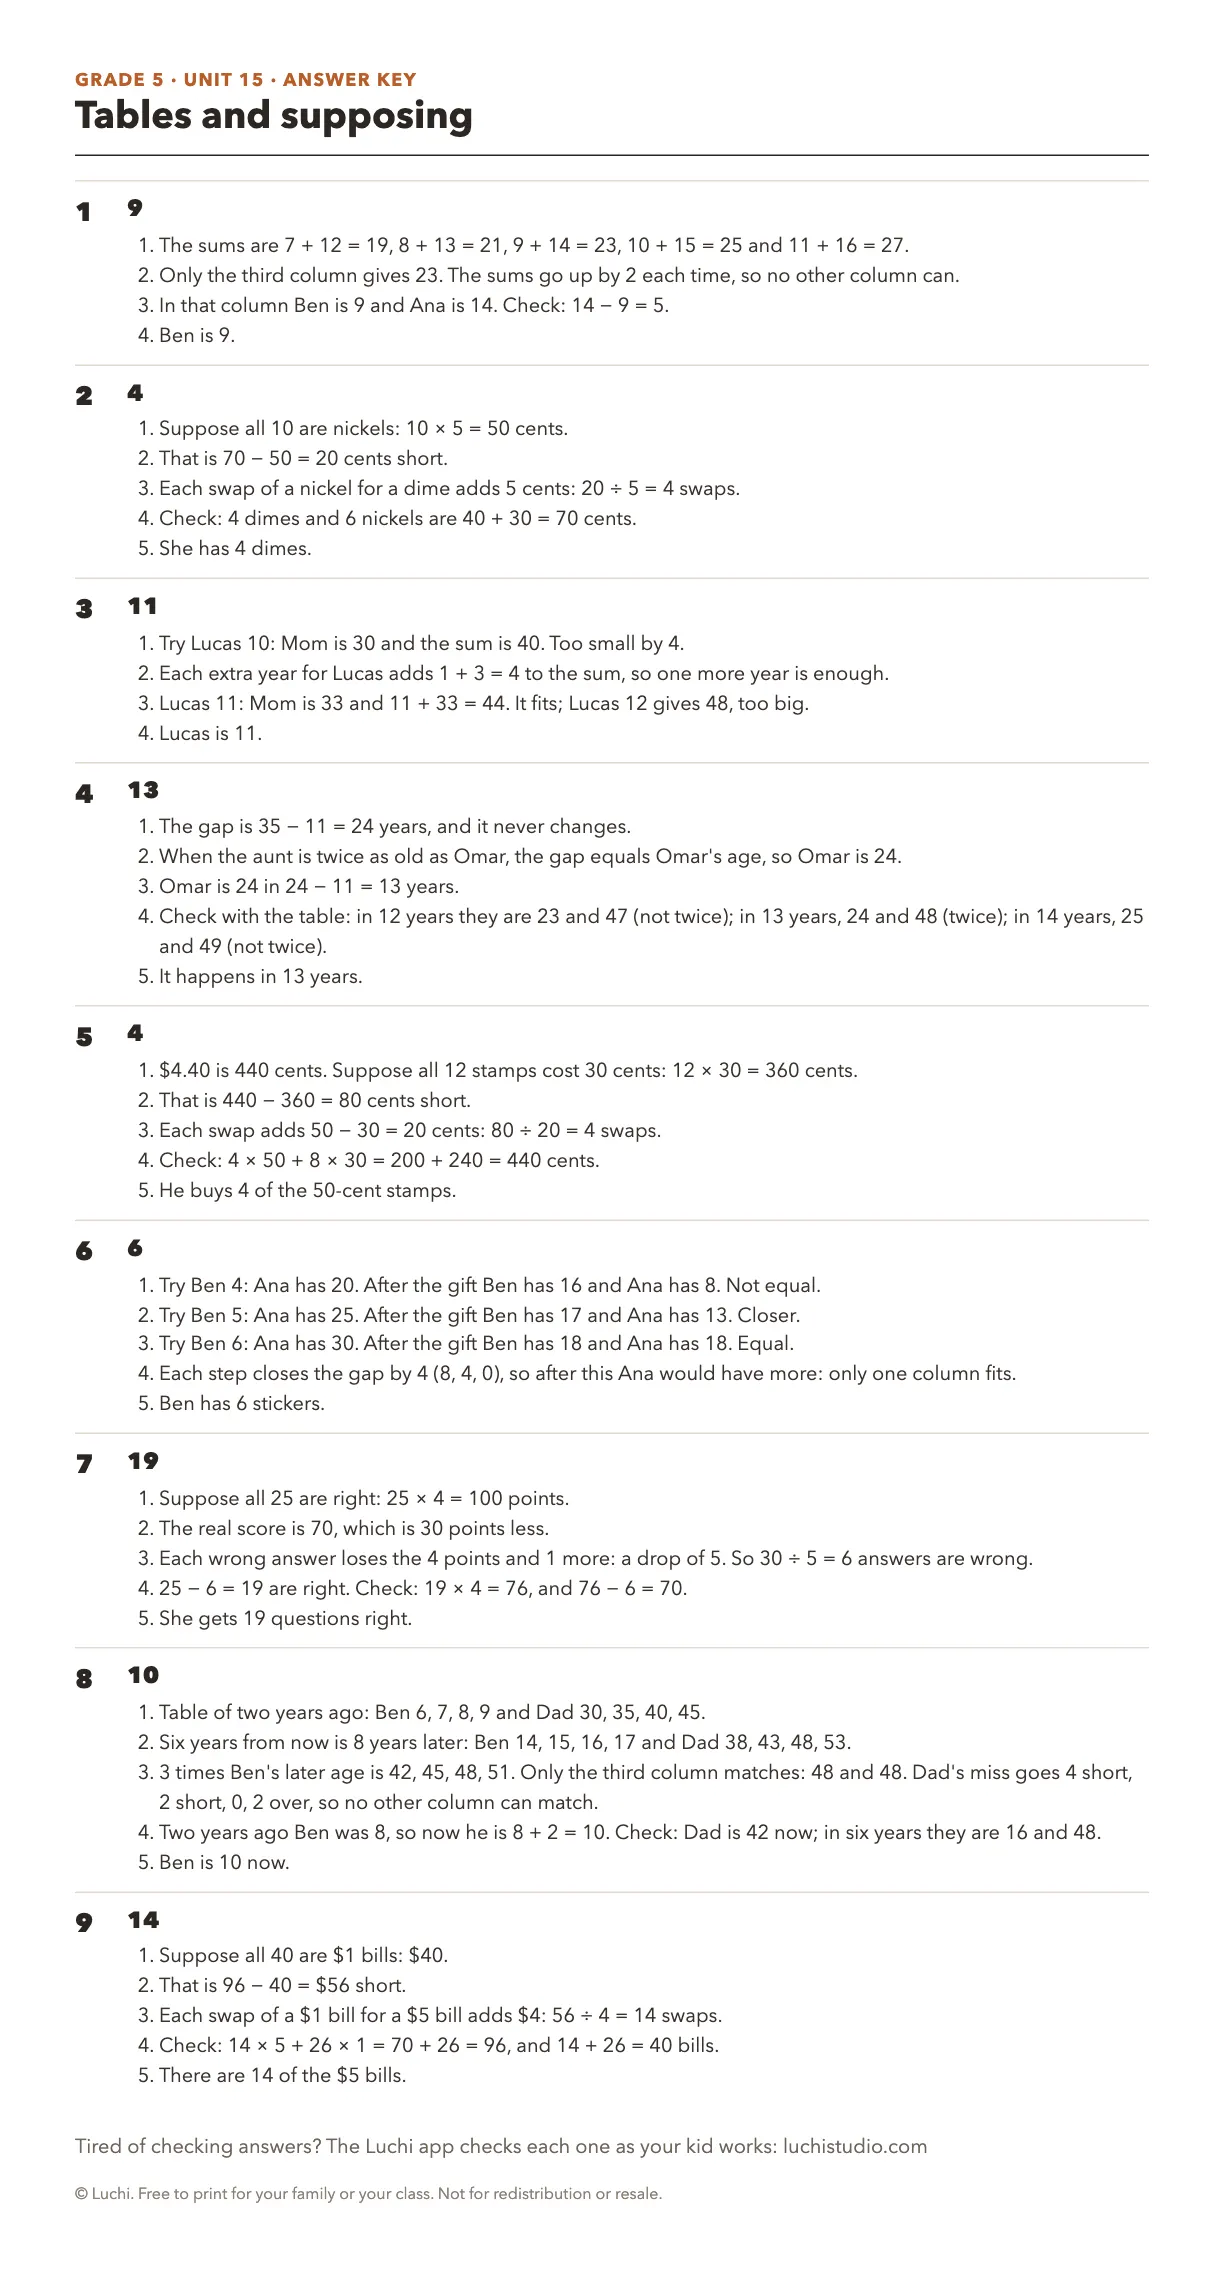 GRADE 5 · UNIT 15 · ANSWER KEY
Tables and supposing
1 9
1. The sums are 7 + 12 = 19, 8 + 13 = 21, 9 + 14 = 23, 10 + 15 = 25 and 11 + 16 = 27.
2. Only the third column gives 23. The sums go up by 2 each time, so no other column can.
3. In that column Ben is 9 and Ana is 14. Check: 14 − 9 = 5.
4. Ben is 9.
2 4
1. Suppose all 10 are nickels: 10 × 5 = 50 cents.
2. That is 70 − 50 = 20 cents short.
3. Each swap of a nickel for a dime adds 5 cents: 20 ÷ 5 = 4 swaps.
4. Check: 4 dimes and 6 nickels are 40 + 30 = 70 cents.
5. She has 4 dimes.
3 11
1. Try Lucas 10: Mom is 30 and the sum is 40. Too small by 4.
2. Each extra year for Lucas adds 1 + 3 = 4 to the sum, so one more year is enough.
3. Lucas 11: Mom is 33 and 11 + 33 = 44. It fits; Lucas 12 gives 48, too big.
4. Lucas is 11.
4 13
1. The gap is 35 − 11 = 24 years, and it never changes.
2. When the aunt is twice as old as Omar, the gap equals Omar's age, so Omar is 24.
3. Omar is 24 in 24 − 11 = 13 years.
4. Check with the table: in 12 years they are 23 and 47 (not twice); in 13 years, 24 and 48 (twice); in 14 years, 25
and 49 (not twice).
5. It happens in 13 years.
5 4
1. $4.40 is 440 cents. Suppose all 12 stamps cost 30 cents: 12 × 30 = 360 cents.
2. That is 440 − 360 = 80 cents short.
3. Each swap adds 50 − 30 = 20 cents: 80 ÷ 20 = 4 swaps.
4. Check: 4 × 50 + 8 × 30 = 200 + 240 = 440 cents.
5. He buys 4 of the 50-cent stamps.
6 6
1. Try Ben 4: Ana has 20. After the gift Ben has 16 and Ana has 8. Not equal.
2. Try Ben 5: Ana has 25. After the gift Ben has 17 and Ana has 13. Closer.
3. Try Ben 6: Ana has 30. After the gift Ben has 18 and Ana has 18. Equal.
4. Each step closes the gap by 4 (8, 4, 0), so after this Ana would have more: only one column fits.
5. Ben has 6 stickers.
7 19
1. Suppose all 25 are right: 25 × 4 = 100 points.
2. The real score is 70, which is 30 points less.
3. Each wrong answer loses the 4 points and 1 more: a drop of 5. So 30 ÷ 5 = 6 answers are wrong.
4. 25 − 6 = 19 are right. Check: 19 × 4 = 76, and 76 − 6 = 70.
5. She gets 19 questions right.
8 10
1. Table of two years ago: Ben 6, 7, 8, 9 and Dad 30, 35, 40, 45.
2. Six years from now is 8 years later: Ben 14, 15, 16, 17 and Dad 38, 43, 48, 53.
3. 3 times Ben's later age is 42, 45, 48, 51. Only the third column matches: 48 and 48. Dad's miss goes 4 short,
2 short, 0, 2 over, so no other column can match.
4. Two years ago Ben was 8, so now he is 8 + 2 = 10. Check: Dad is 42 now; in six years they are 16 and 48.
5. Ben is 10 now.
9 14
1. Suppose all 40 are $1 bills: $40.
2. That is 96 − 40 = $56 short.
3. Each swap of a $1 bill for a $5 bill adds $4: 56 ÷ 4 = 14 swaps.
4. Check: 14 × 5 + 26 × 1 = 70 + 26 = 96, and 14 + 26 = 40 bills.
5. There are 14 of the $5 bills.
Tired of checking answers? The Luchi app checks each one as your kid works: luchistudio.com
© Luchi. Free to print for your family or your class. Not for redistribution or resale.